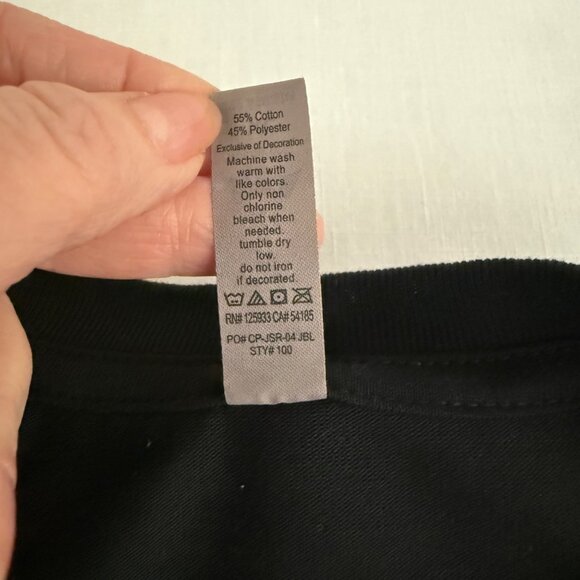 55% Cotton
45% Polyester
Exclusive of Decoration
Machine wash
warm with
like colors.
Only non
chlorine
bleach when
needed.
tumble dry
low.
do not iron
if decorated.
RN# 125933 CA# 54185
PO# CP-JSR-04 JBL
STY# 100